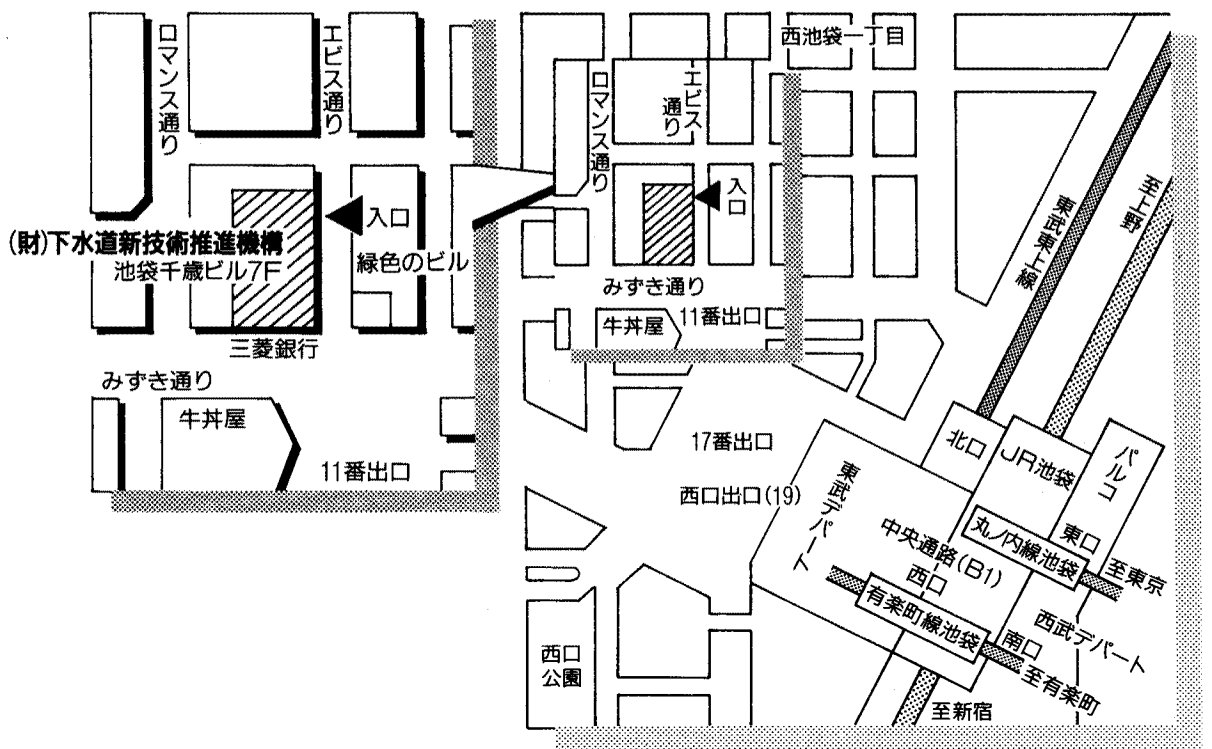 ロマンス通り
エビス通り
入口
(財)下水道新技術推進機構
池袋千歳ビル7F
緑色のビル
三菱銀行
みずき通り
牛丼屋
11番出口
西池袋一丁目
ロマンス通り
エビス
通り
入口
みずき通り
牛丼屋
11番出口
東武東上線
至上野
17番出口
西口出口(19)
北口
JR池袋
パルコ
東武デパート
中央通路(B1)
西口
丸ノ内線池袋
東口
至東京
有楽町線池袋
西武デパート
南口
至有楽町
西口
公園
至新宿